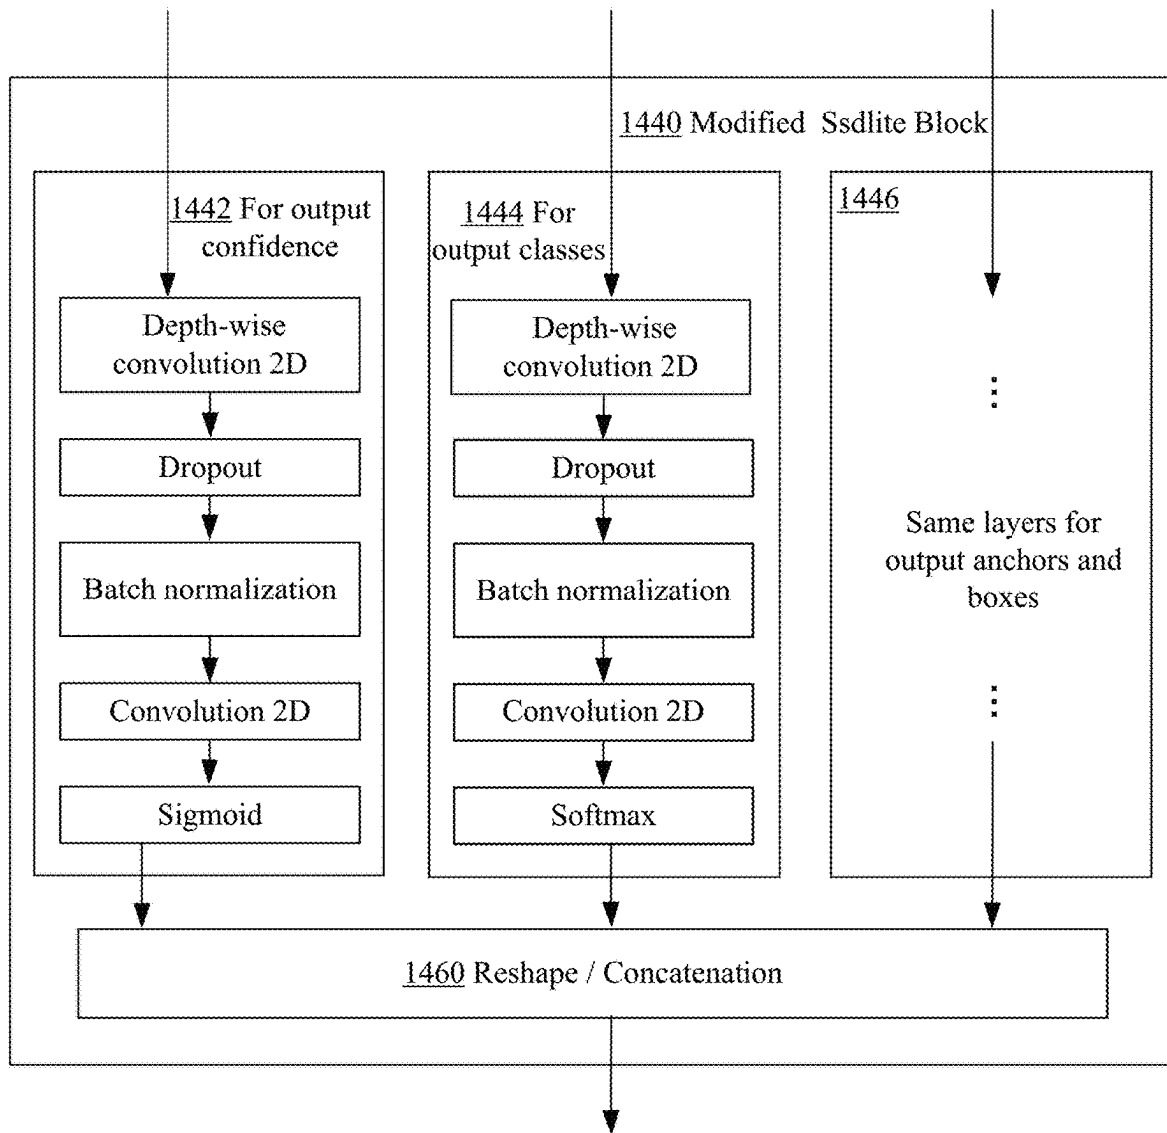 1440 Modified Ssdlite Block
1442 For output
confidence
Depth-wise
convolution 2D
Dropout
Batch normalization
Convolution 2D
Sigmoid
1444 For
output classes
Depth-wise
convolution 2D
Dropout
Batch normalization
Convolution 2D
Softmax
1446
Same layers for
output anchors and
boxes
1460 Reshape / Concatenation